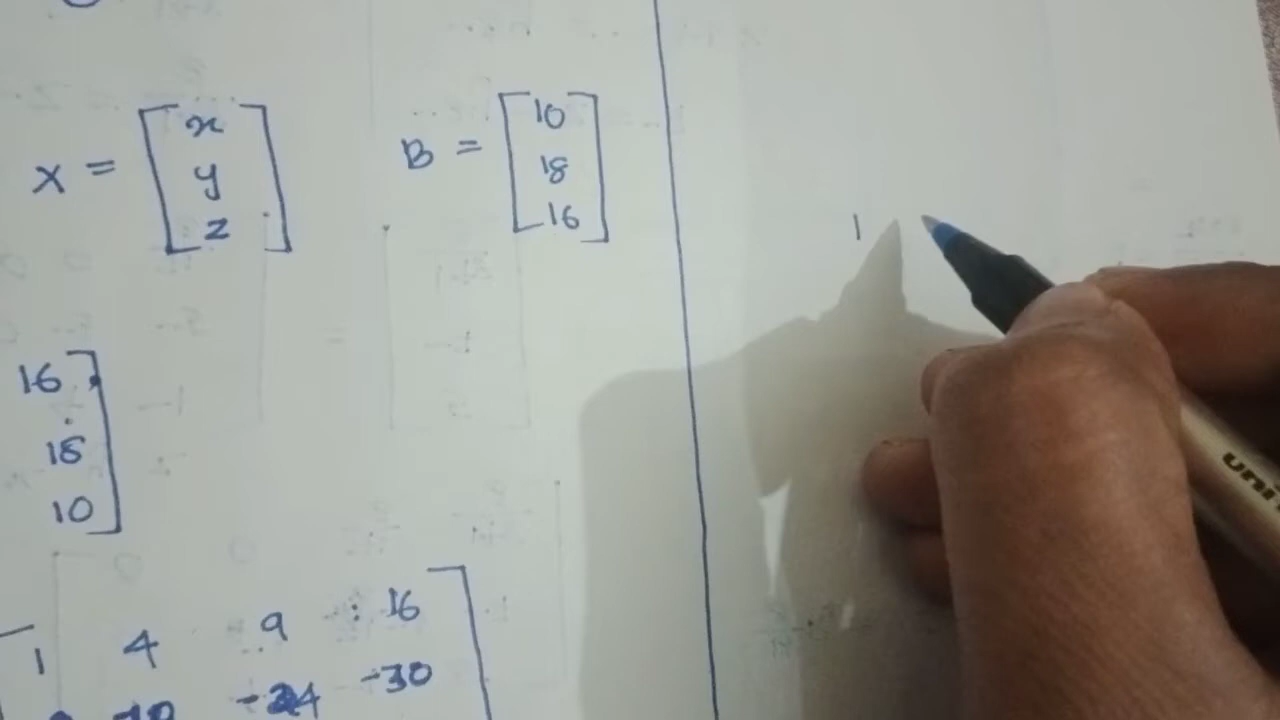 X = [x y z] B = [10 18 16]
1
16
18
10
1 4 9 : 16
-24 -30
uni